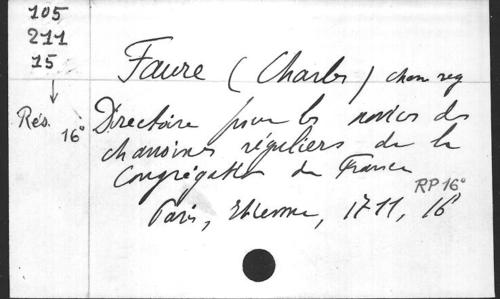 105
211
15
Faure (Charles) chan reg
Rés. 16°
Directoire pour les novices des
chanoines réguliers de la
Congrégation de France
RP 16°
Paris, Etienne, 1711, 16°